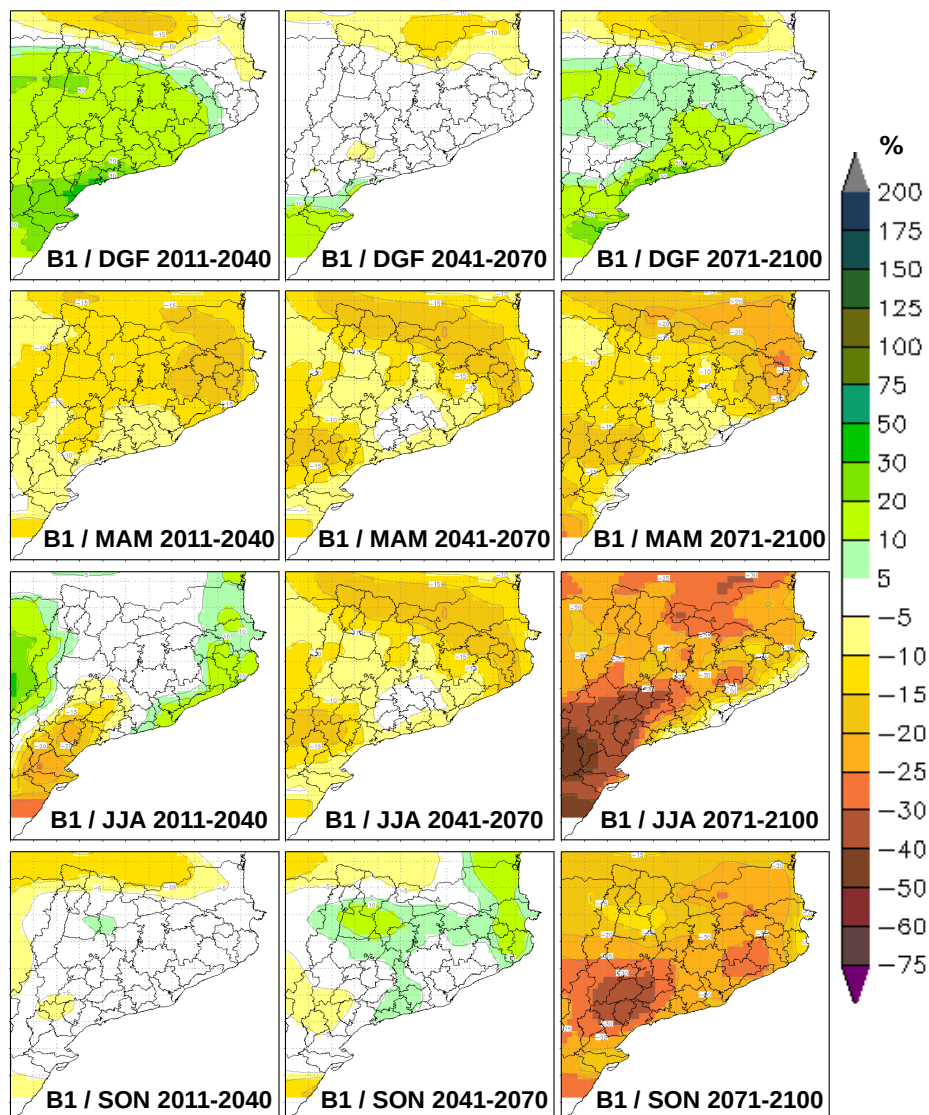 B1 / DGF 2011-2040
B1 / DGF 2041-2070
B1 / DGF 2071-2100
B1 / MAM 2011-2040
B1 / MAM 2041-2070
B1 / MAM 2071-2100
B1 / JJA 2011-2040
B1 / JJA 2041-2070
B1 / JJA 2071-2100
B1 / SON 2011-2040
B1 / SON 2041-2070
B1 / SON 2071-2100
%
200
175
150
125
100
75
50
30
20
10
5
−5
−10
−15
−20
−25
−30
−40
−50
−60
−75